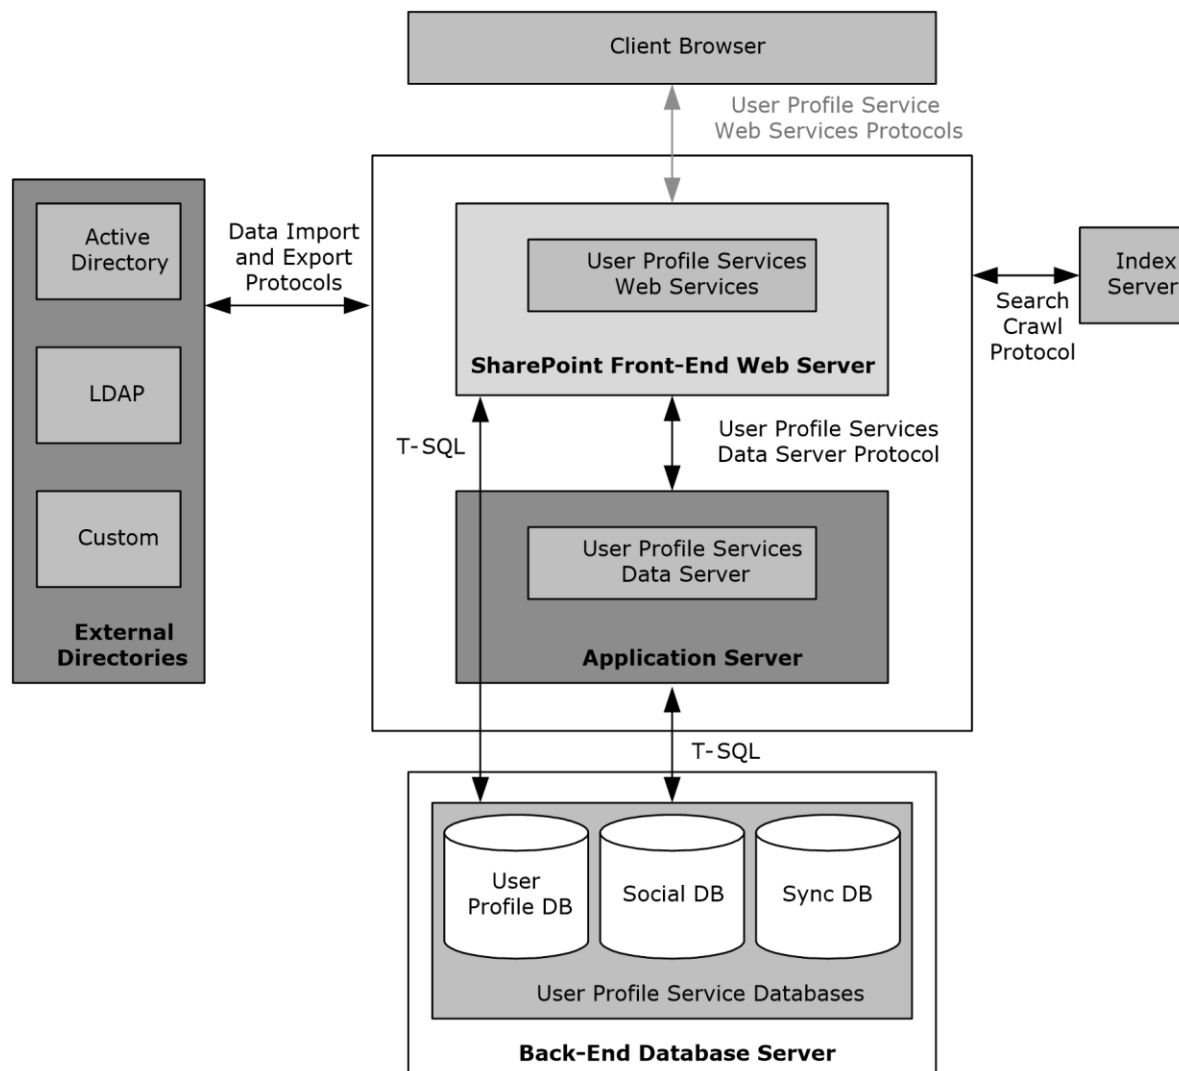 Client Browser
User Profile Service
Web Services Protocols
Active
Directory
LDAP
Custom
External
Directories
Data Import
and Export
Protocols
User Profile Services
Web Services
SharePoint Front-End Web Server
T-SQL
User Profile Services
Data Server Protocol
User Profile Services
Data Server
Application Server
Index
Server
Search
Crawl
Protocol
T-SQL
User
Profile DB
Social DB
Sync DB
User Profile Service Databases
Back-End Database Server